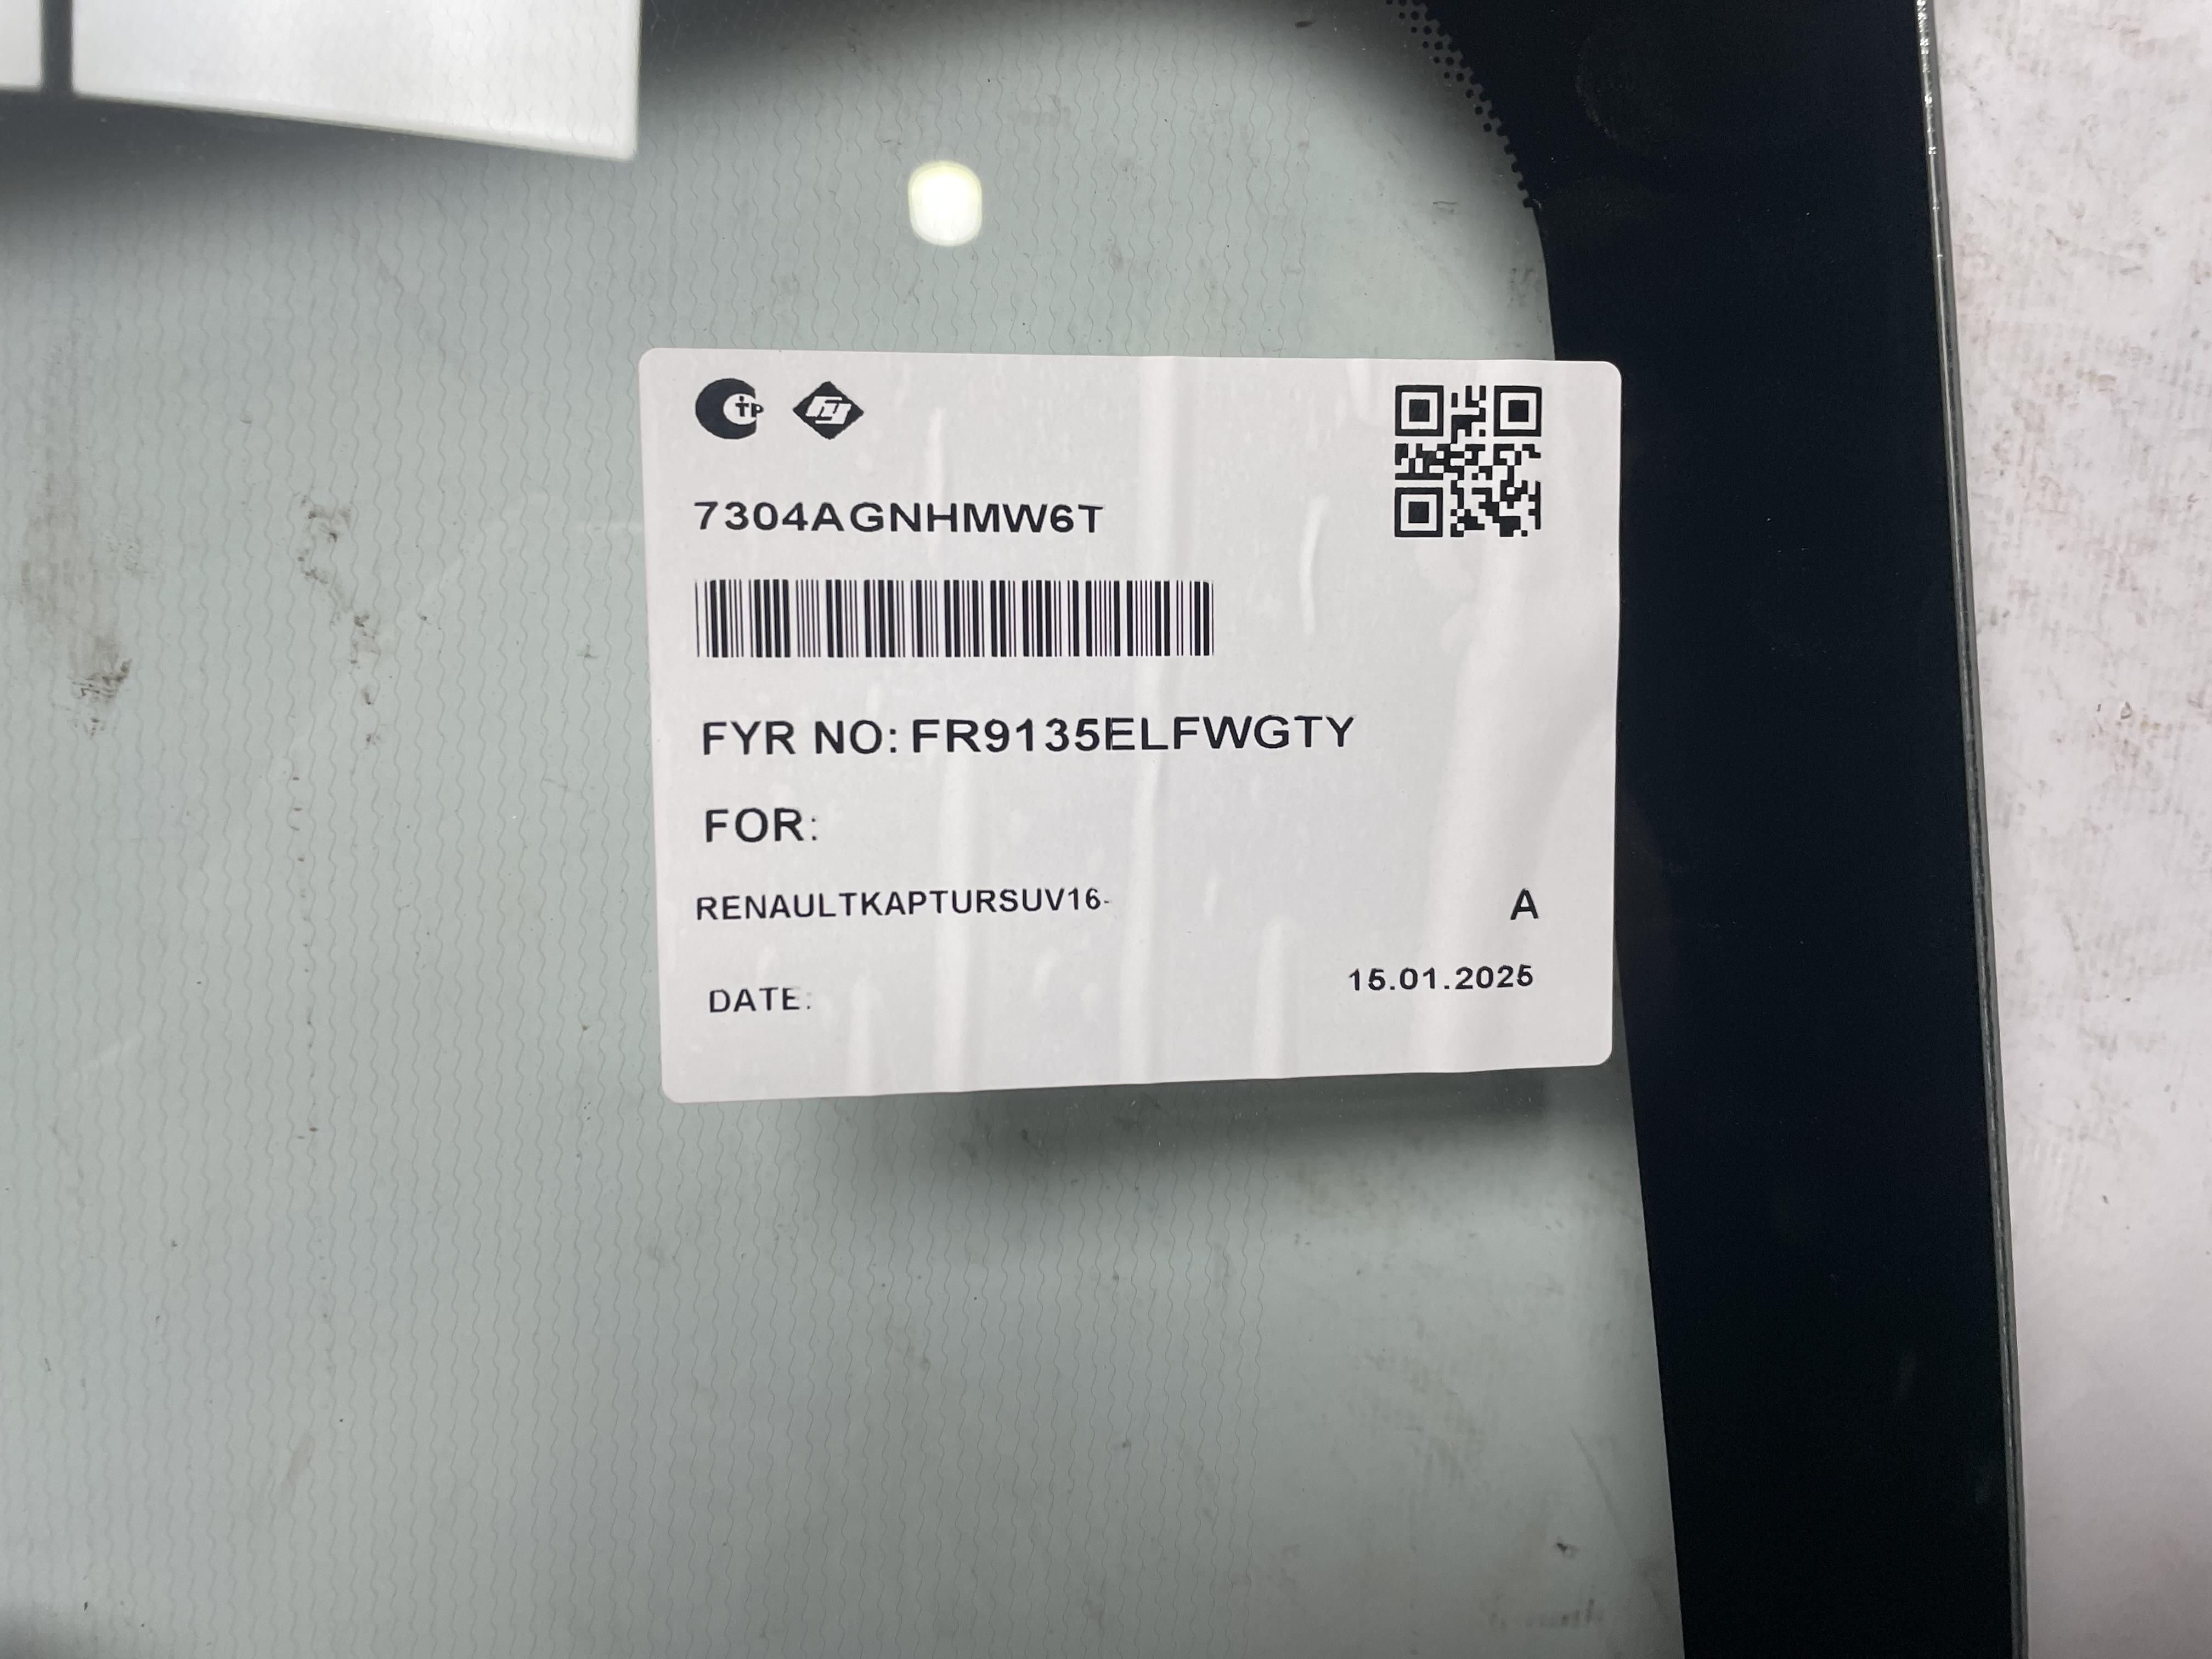 7304AGNHMW6T
FYR NO: FR9135ELFWGTY
FOR:
RENAULTKAPTURSUV16-
A
DATE:
15.01.2025